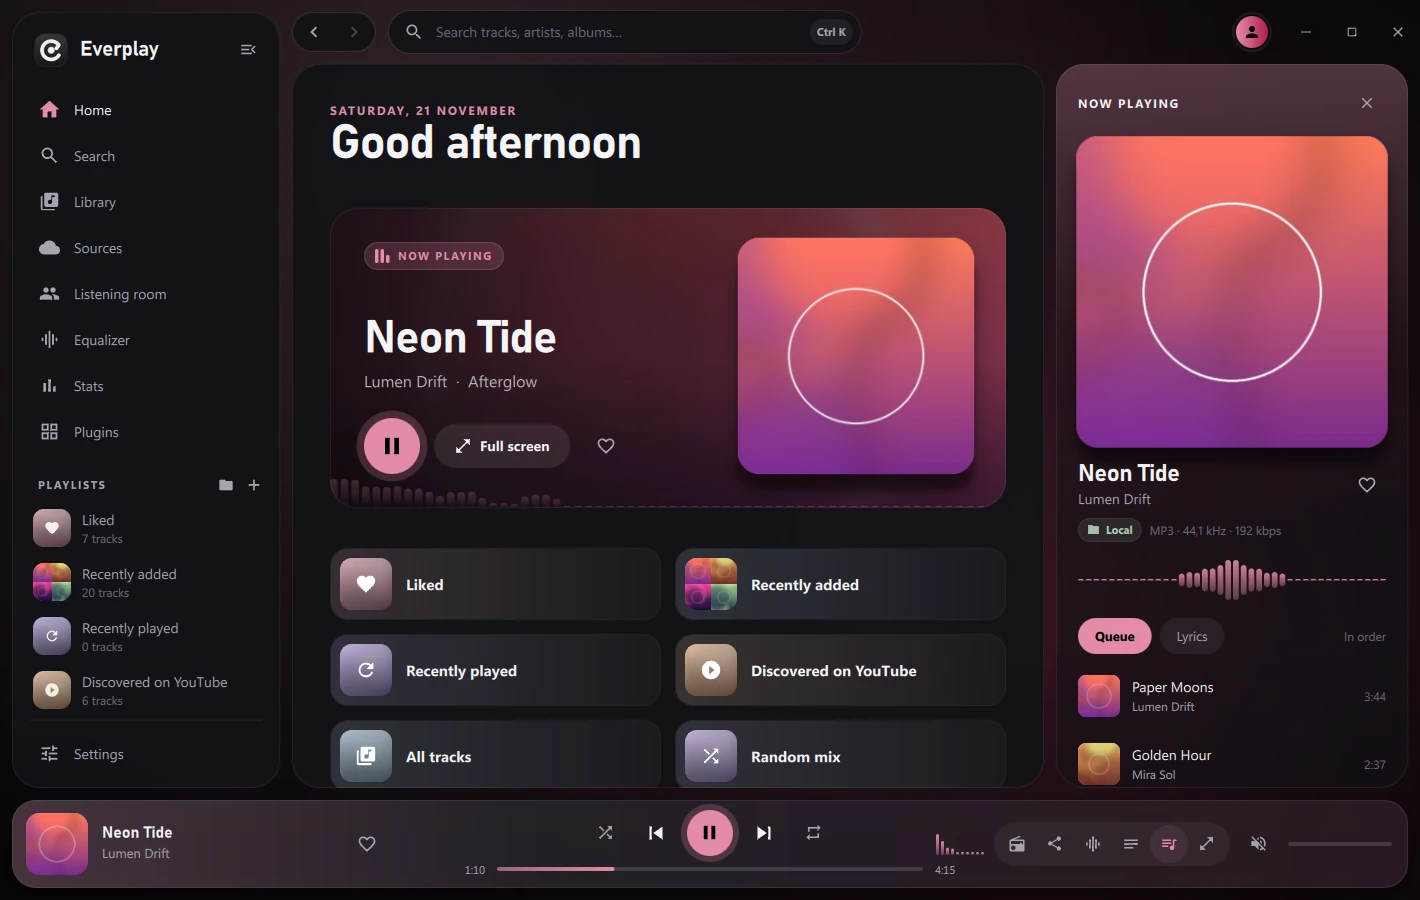 Everplay
Home
Search
Library
Sources
Listening room
Equalizer
Stats
Plugins
PLAYLISTS
Liked
7 tracks
Recently added
20 tracks
Recently played
0 tracks
Discovered on YouTube
6 tracks
Settings
Search tracks, artists, albums...
Ctrl K
SATURDAY, 21 NOVEMBER
Good afternoon
NOW PLAYING
Neon Tide
Lumen Drift · Afterglow
Full screen
Liked
Recently added
Recently played
Discovered on YouTube
All tracks
Random mix
NOW PLAYING
Neon Tide
Lumen Drift
Local
MP3 · 44,1 kHz · 192 kbps
Queue
Lyrics
In order
Paper Moons
Lumen Drift
3:44
Golden Hour
Mira Sol
2:37
Neon Tide
Lumen Drift
1:10
4:15